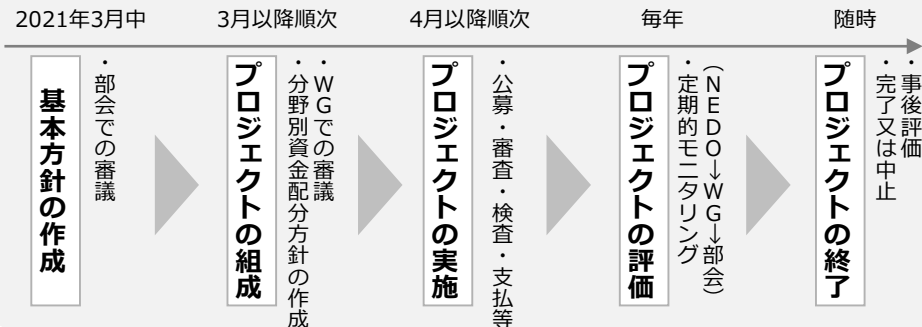 2021年3月中
3月以降順次
4月以降順次
毎年
随時
基本方針の作成
・部会での審議
プロジェクトの組成
・WGでの審議
・分野別資金配分方針の作成
プロジェクトの実施
・公募・審査・検査・支払等
プロジェクトの評価
・定期的モニタリング
(NEDO→WG→部会)
プロジェクトの終了
・事後評価
・完了又は中止